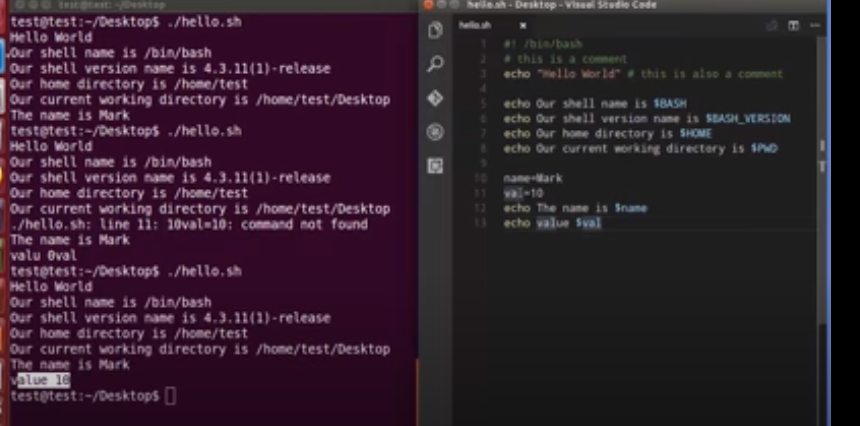 test@test: ~/Desktop
test@test:~/Desktop$ ./hello.sh
Hello World
Our shell name is /bin/bash
Our shell version name is 4.3.11(1)-release
Our home directory is /home/test
Our current working directory is /home/test/Desktop
The name is Mark
test@test:~/Desktop$ ./hello.sh
Hello World
Our shell name is /bin/bash
Our shell version name is 4.3.11(1)-release
Our home directory is /home/test
Our current working directory is /home/test/Desktop
./hello.sh: line 11: 10val=10: command not found
The name is Mark
valu 0val
test@test:~/Desktop$ ./hello.sh
Hello World
Our shell name is /bin/bash
Our shell version name is 4.3.11(1)-release
Our home directory is /home/test
Our current working directory is /home/test/Desktop
The name is Mark
value 10
test@test:~/Desktop$
hello.sh - Desktop - Visual Studio Code
hello.sh
1 #! /bin/bash
2 # this is a comment
3 echo "Hello World" # this is also a comment
4
5 echo Our shell name is $BASH
6 echo Our shell version name is $BASH_VERSION
7 echo Our home directory is $HOME
8 echo Our current working directory is $PWD
9
10 name=Mark
11 val=10
12 echo The name is $name
13 echo value $val